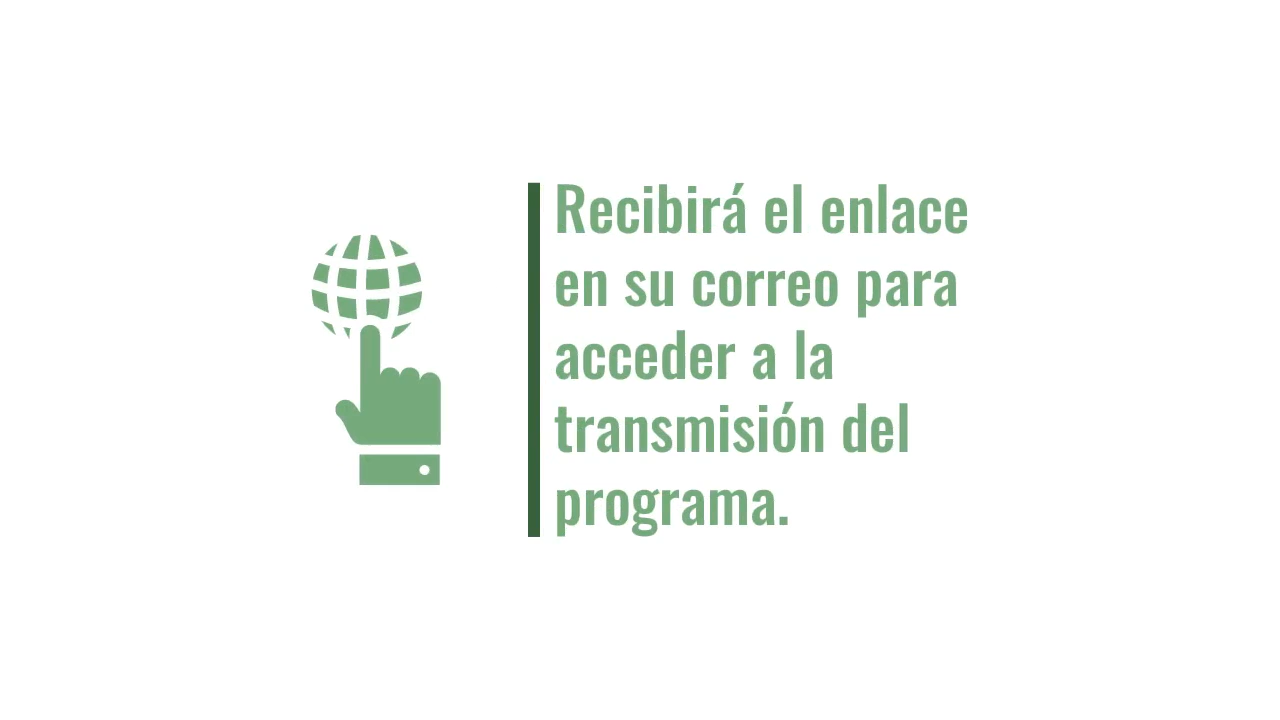 Recibirá el enlace
en su correo para
acceder a la
transmisión del
programa.